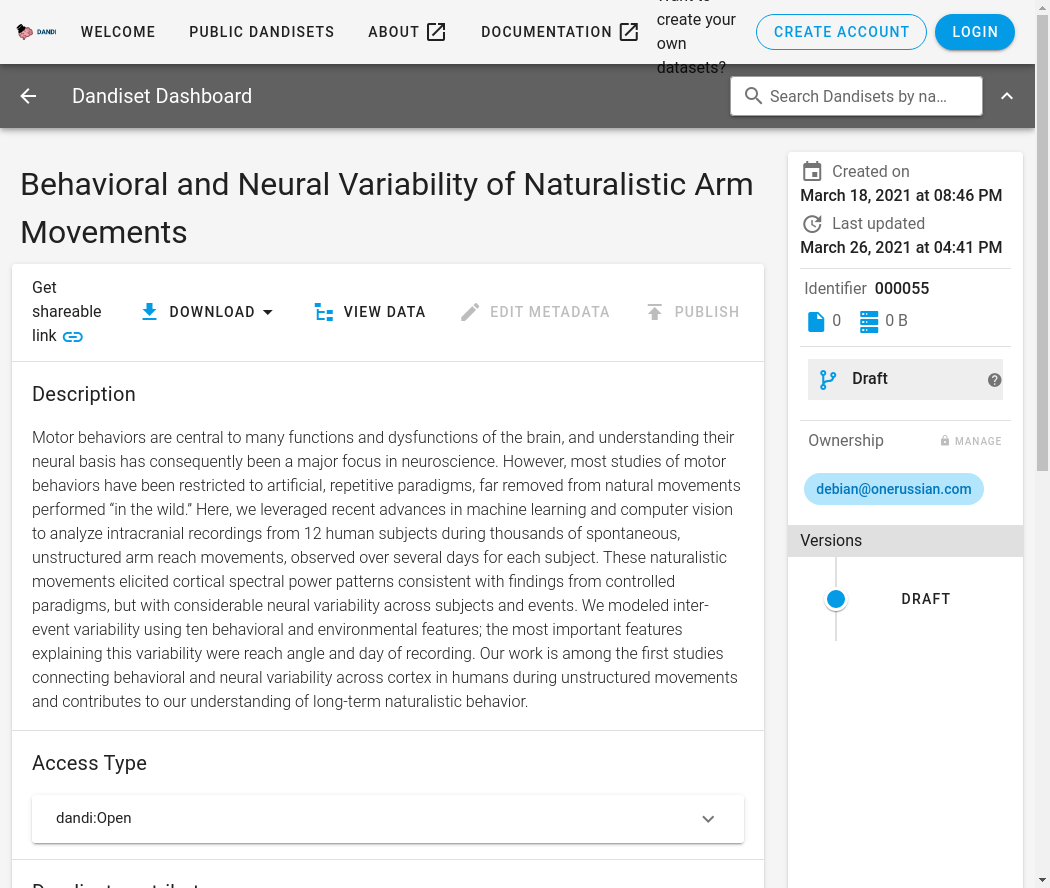 DANDI
WELCOME
PUBLIC DANDISETS
ABOUT
DOCUMENTATION
create your
own
datasets?
CREATE ACCOUNT
LOGIN
Dandiset Dashboard
Search Dandisets by na…
Behavioral and Neural Variability of Naturalistic Arm
Movements
Get
shareable
link
DOWNLOAD
VIEW DATA
EDIT METADATA
PUBLISH
Description
Motor behaviors are central to many functions and dysfunctions of the brain, and understanding their
neural basis has consequently been a major focus in neuroscience. However, most studies of motor
behaviors have been restricted to artificial, repetitive paradigms, far removed from natural movements
performed “in the wild.” Here, we leveraged recent advances in machine learning and computer vision
to analyze intracranial recordings from 12 human subjects during thousands of spontaneous,
unstructured arm reach movements, observed over several days for each subject. These naturalistic
movements elicited cortical spectral power patterns consistent with findings from controlled
paradigms, but with considerable neural variability across subjects and events. We modeled inter-
event variability using ten behavioral and environmental features; the most important features
explaining this variability were reach angle and day of recording. Our work is among the first studies
connecting behavioral and neural variability across cortex in humans during unstructured movements
and contributes to our understanding of long-term naturalistic behavior.
Access Type
dandi:Open
Created on
March 18, 2021 at 08:46 PM
Last updated
March 26, 2021 at 04:41 PM
Identifier 000055
0
0 B
Draft
Ownership
MANAGE
debian@onerussian.com
Versions
DRAFT